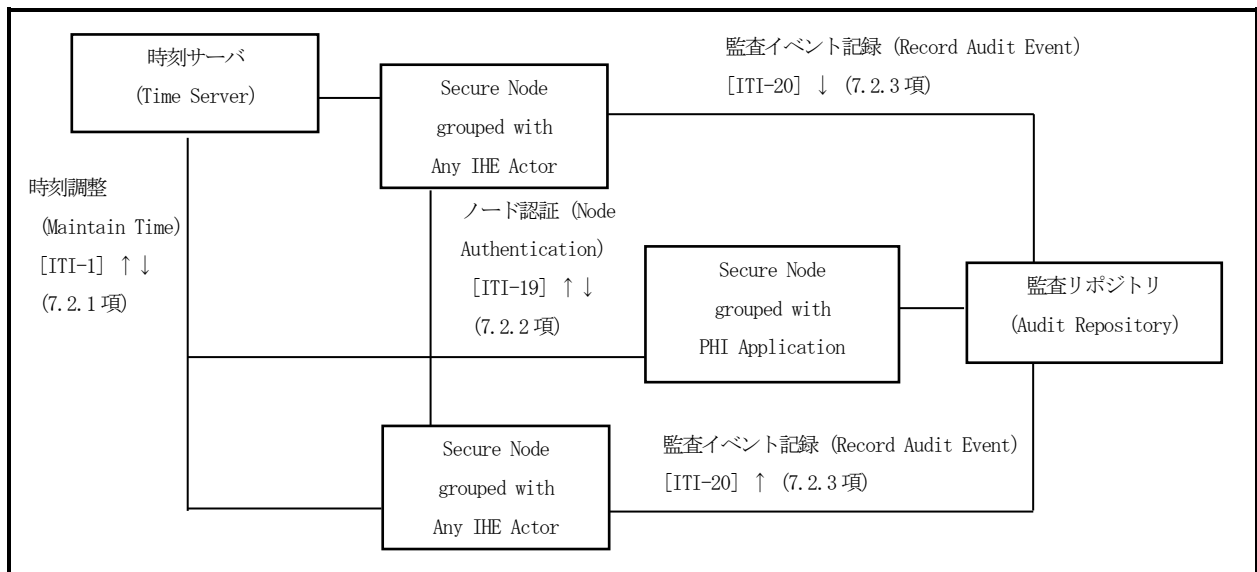 時刻サーバ
(Time Server)
Secure Node
grouped with
Any IHE Actor
監査イベント記録 (Record Audit Event)
[ITI-20] ↓ (7.2.3項)
時刻調整
(Maintain Time)
[ITI-1] ↑↓
(7.2.1項)
ノード認証 (Node
Authentication)
[ITI-19] ↑↓
(7.2.2項)
Secure Node
grouped with
PHI Application
監査リポジトリ
(Audit Repository)
Secure Node
grouped with
Any IHE Actor
監査イベント記録 (Record Audit Event)
[ITI-20] ↑ (7.2.3項)